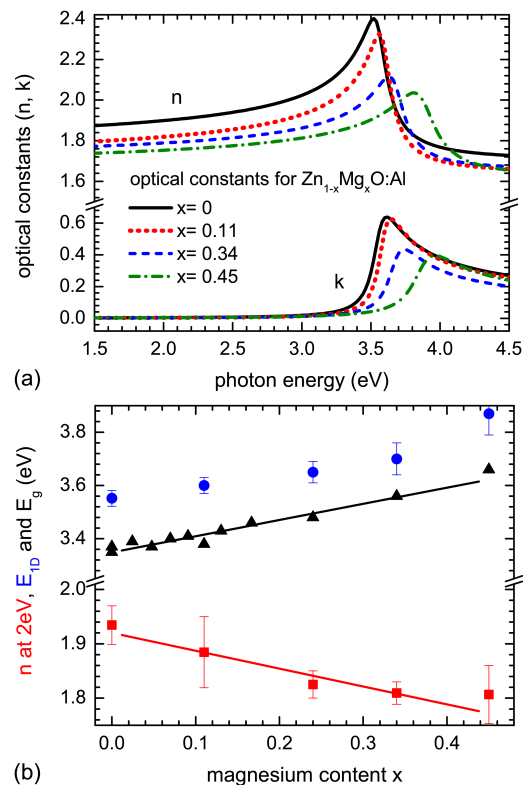 2.4
2.2
2.0
1.8
1.6
0.6
0.4
0.2
0.0
optical constants (n, k)
n
optical constants for Zn1-xMgxO:Al
x= 0
x= 0.11
x= 0.34
x= 0.45
k
1.5 2.0 2.5 3.0 3.5 4.0 4.5
(a) photon energy (eV)
3.8
3.6
3.4
2.0
1.9
1.8
n at 2eV, E1D and Eg (eV)
0.0 0.1 0.2 0.3 0.4
(b) magnesium content x